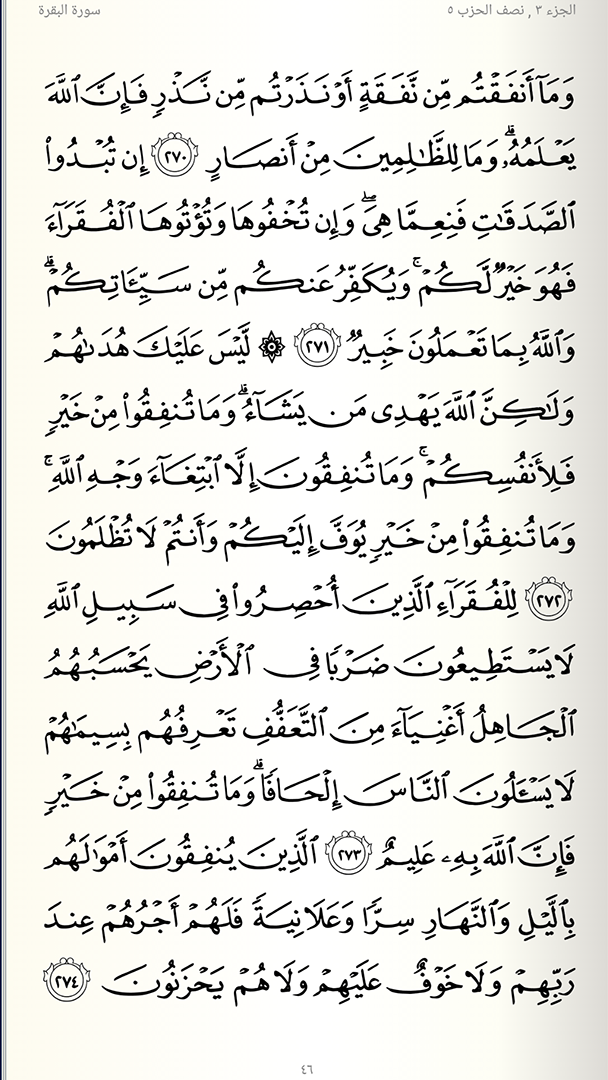 الجزء ٣ , نصف الحزب ٥ سورة البقرة
وَمَآ أَنفَقْتُم مِّن نَّفَقَةٍ أَوْ نَذَرْتُم مِّن نَّذْرٍ فَإِنَّ ٱللَّهَ
يَعْلَمُهُۥۗ وَمَا لِلظَّـٰلِمِينَ مِنْ أَنصَارٍ ٢٧٠ إِن تُبْدُوا۟
ٱلصَّدَقَـٰتِ فَنِعِمَّا هِىَۖ وَإِن تُخْفُوهَا وَتُؤْتُوهَا ٱلْفُقَرَآءَ
فَهُوَ خَيْرٌ لَّكُمْۚ وَيُكَفِّرُ عَنكُم مِّن سَيِّـَٔاتِكُمْۗ
وَٱللَّهُ بِمَا تَعْمَلُونَ خَبِيرٌ ٢٧١ ۞ لَّيْسَ عَلَيْكَ هُدَىٰهُمْ
وَلَـٰكِنَّ ٱللَّهَ يَهْدِى مَن يَشَآءُۗ وَمَا تُنفِقُوا۟ مِنْ خَيْرٍ
فَلِأَنفُسِكُمْۚ وَمَا تُنفِقُونَ إِلَّا ٱبْتِغَآءَ وَجْهِ ٱللَّهِۚ
وَمَا تُنفِقُوا۟ مِنْ خَيْرٍ يُوَفَّ إِلَيْكُمْ وَأَنتُمْ لَا تُظْلَمُونَ
٢٧٢ لِلْفُقَرَآءِ ٱلَّذِينَ أُحْصِرُوا۟ فِى سَبِيلِ ٱللَّهِ
لَا يَسْتَطِيعُونَ ضَرْبًا فِى ٱلْأَرْضِ يَحْسَبُهُمُ
ٱلْجَاهِلُ أَغْنِيَآءَ مِنَ ٱلتَّعَفُّفِ تَعْرِفُهُم بِسِيمَـٰهُمْ
لَا يَسْـَٔلُونَ ٱلنَّاسَ إِلْحَافًاۗ وَمَا تُنفِقُوا۟ مِنْ خَيْرٍ
فَإِنَّ ٱللَّهَ بِهِۦ عَلِيمٌ ٢٧٣ ٱلَّذِينَ يُنفِقُونَ أَمْوَٰلَهُم
بِٱلَّيْلِ وَٱلنَّهَارِ سِرًّا وَعَلَانِيَةً فَلَهُمْ أَجْرُهُمْ عِندَ
رَبِّهِمْ وَلَا خَوْفٌ عَلَيْهِمْ وَلَا هُمْ يَحْزَنُونَ ٢٧٤
٤٦